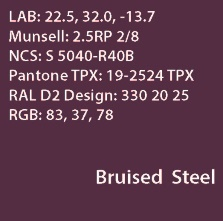 LAB: 22.5, 32.0, -13.7
Munsell: 2.5RP 2/8
NCS: S 5040-R40B
Pantone TPX: 19-2524 TPX
RAL D2 Design: 330 20 25
RGB: 83, 37, 78
Bruised Steel